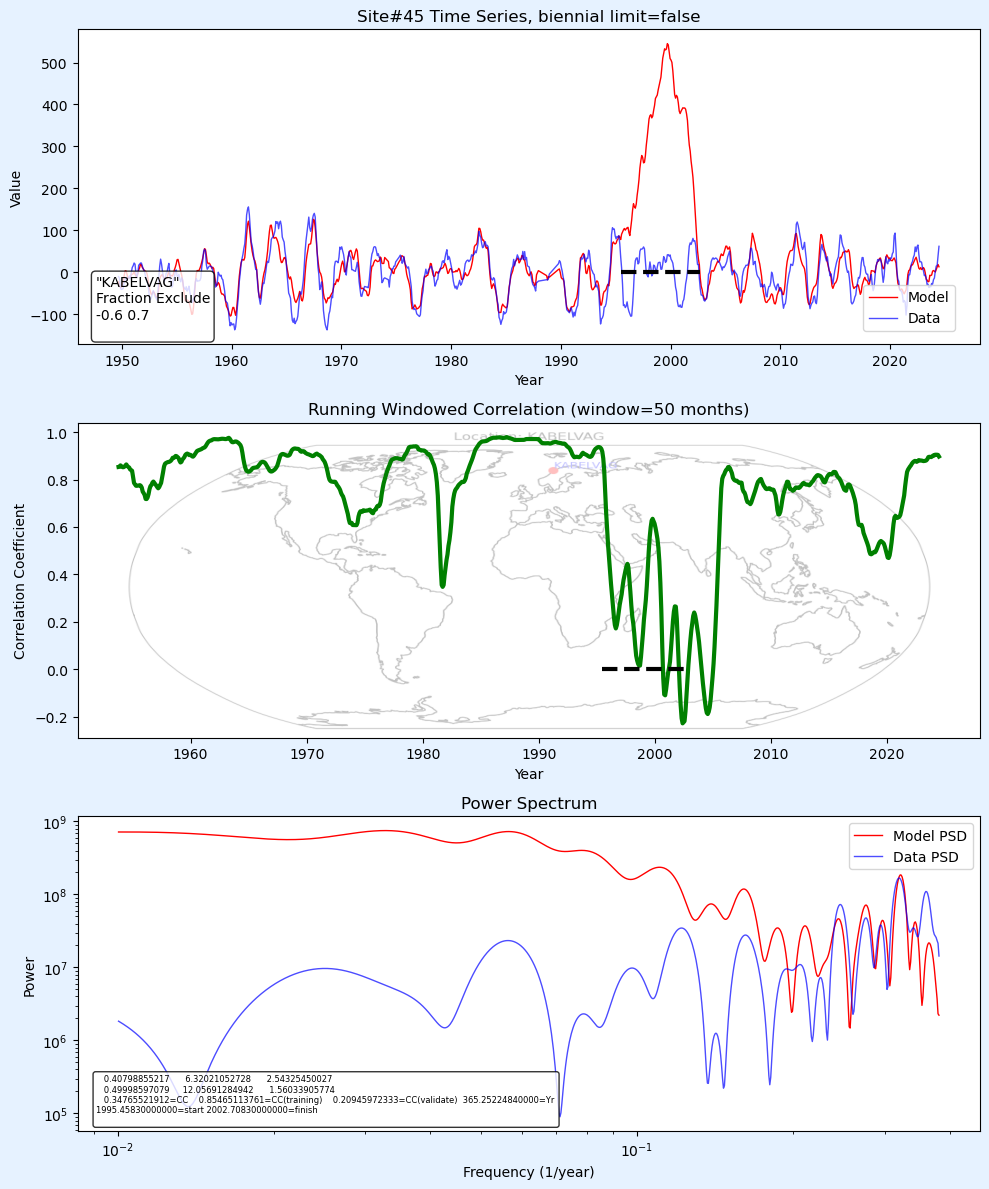 Site#45 Time Series, biennial limit=false
Value
500
400
300
200
100
0
−100
"KABELVAG"
Fraction Exclude
-0.6 0.7
Model
Data
1950 1960 1970 1980 1990 2000 2010 2020
Year
Running Windowed Correlation (window=50 months)
Correlation Coefficient
1.0
0.8
0.6
0.4
0.2
0.0
−0.2
Location: KABELVAG
KABELVAG
1960 1970 1980 1990 2000 2010 2020
Year
Power Spectrum
Power
10^9
10^8
10^7
10^6
10^5
Model PSD
Data PSD
0.40798855217 6.32021052728 2.54325450027
0.49998597079 12.05691284942 1.56033905774
0.34765521912=CC 0.85465113761=CC(training) 0.20945972333=CC(validate) 365.25224840000=Yr
1995.45830000000=start 2002.70830000000=finish
10^−2 10^−1
Frequency (1/year)